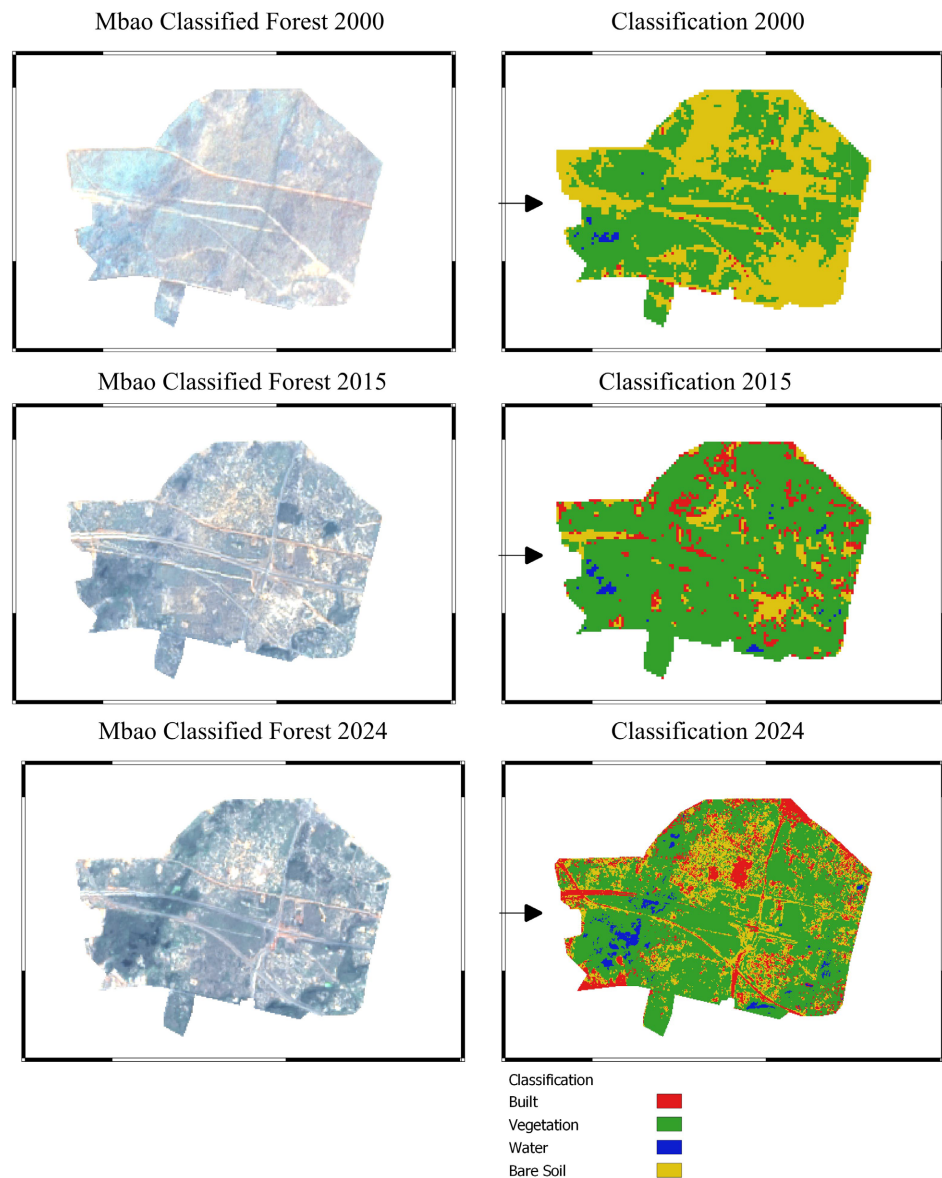 Mbao Classified Forest 2000
Classification 2000
Mbao Classified Forest 2015
Classification 2015
Mbao Classified Forest 2024
Classification 2024
Classification
Built
Vegetation
Water
Bare Soil